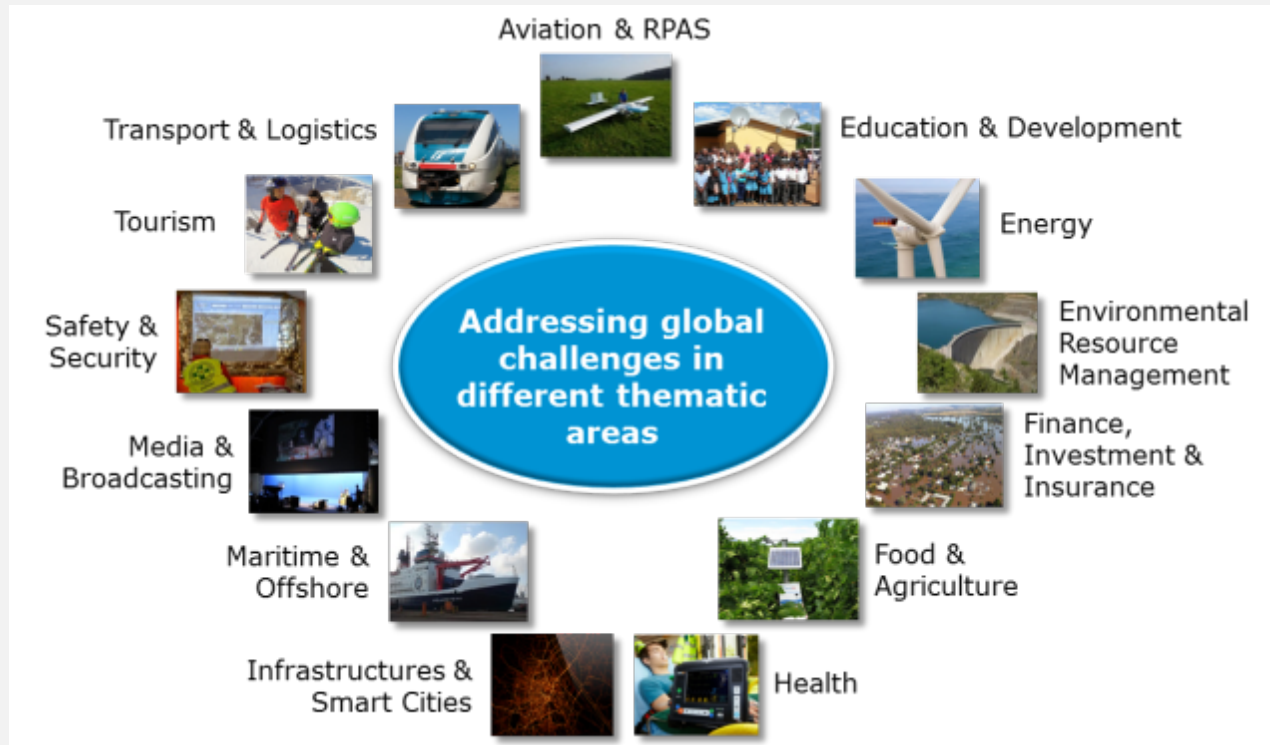 Aviation & RPAS
Transport & Logistics
Education & Development
Tourism
Energy
Safety &
Security
Addressing global
challenges in
different thematic
areas
Environmental
Resource
Management
Media &
Broadcasting
Finance,
Investment &
Insurance
Maritime &
Offshore
Food &
Agriculture
Infrastructures &
Smart Cities
Health